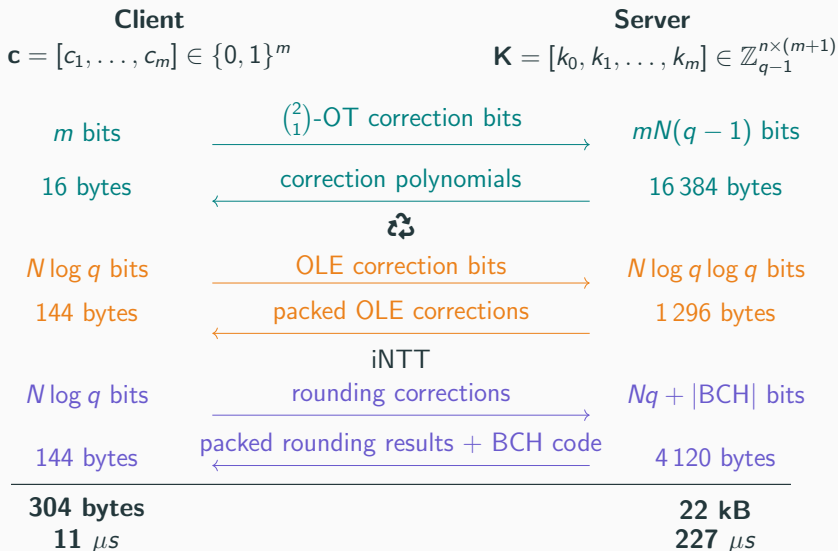 Client Server
c = [c₁, . . . , cₘ] ∈ {0, 1}ᵐ K = [k₀, k₁, . . . , kₘ] ∈ ℤ_{q−1}^{n×(m+1)}
m bits (2 1)-OT correction bits mN(q − 1) bits
16 bytes correction polynomials 16 384 bytes
♻
N log q bits OLE correction bits N log q log q bits
144 bytes packed OLE corrections 1 296 bytes
iNTT
N log q bits rounding corrections Nq + |BCH| bits
144 bytes packed rounding results + BCH code 4 120 bytes
304 bytes 22 kB
11 μs 227 μs